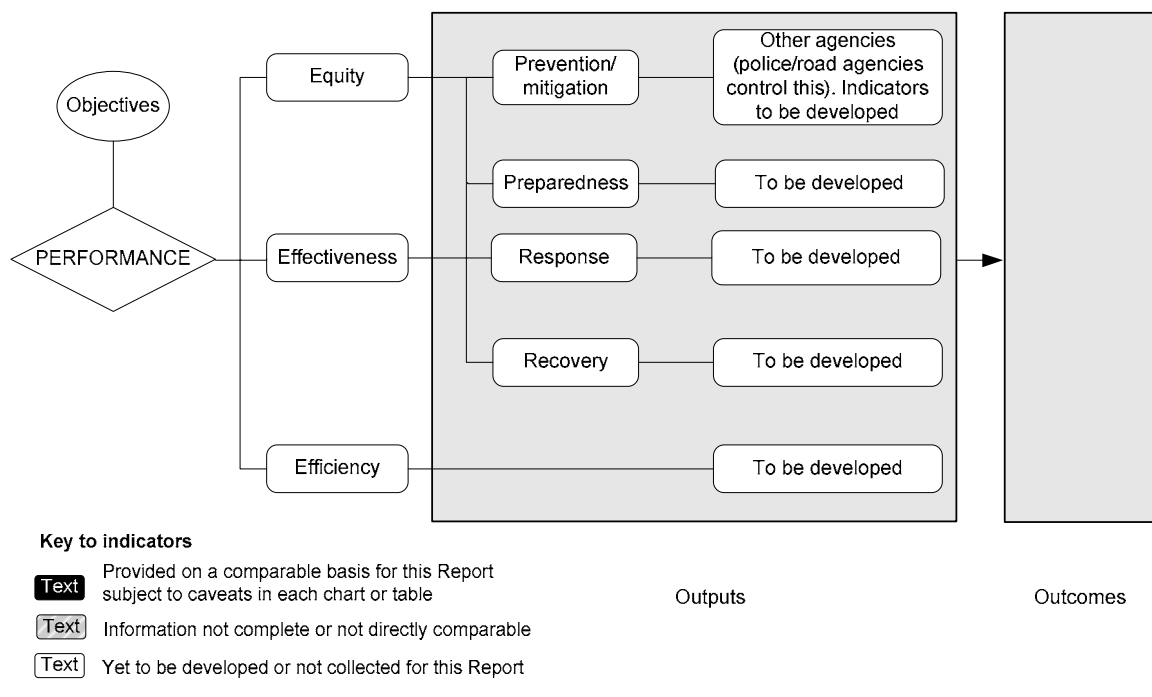 Objectives
PERFORMANCE
Equity
Prevention/
mitigation
Other agencies
(police/road agencies
control this). Indicators
to be developed
Preparedness
To be developed
Effectiveness
Response
To be developed
Recovery
To be developed
Efficiency
To be developed
Key to indicators
Text
Provided on a comparable basis for this Report
subject to caveats in each chart or table
Text
Information not complete or not directly comparable
Text
Yet to be developed or not collected for this Report
Outputs
Outcomes